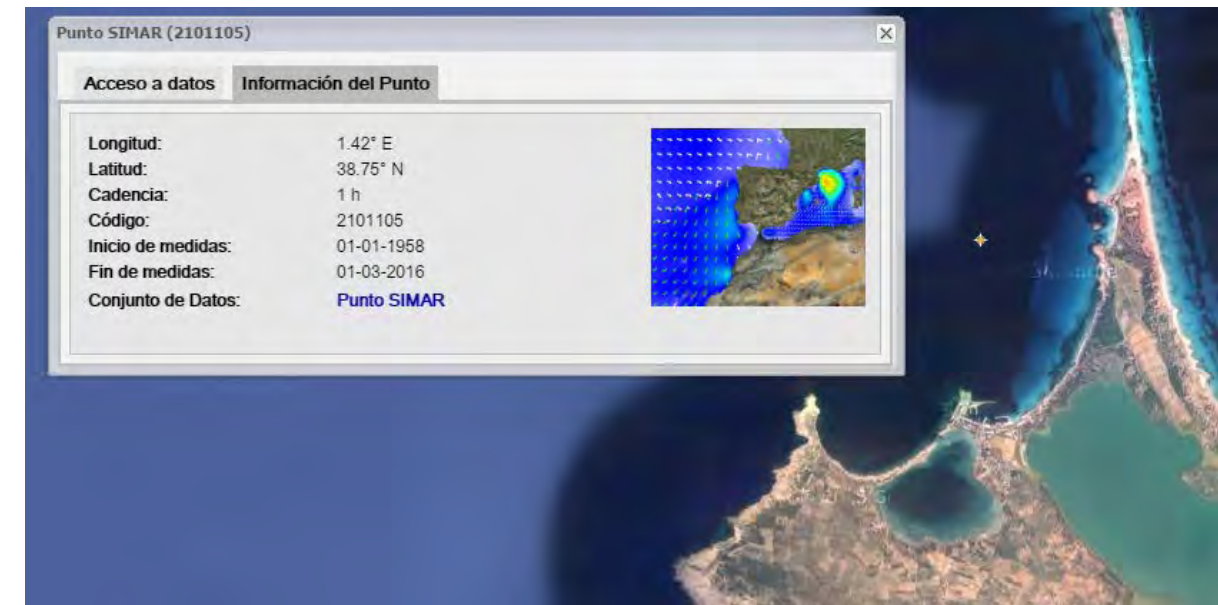 Punto SIMAR (2101105)
Acceso a datos
Información del Punto
Longitud: 1.42° E
Latitud: 38.75° N
Cadencia: 1 h
Código: 2101105
Inicio de medidas: 01-01-1958
Fin de medidas: 01-03-2016
Conjunto de Datos: Punto SIMAR